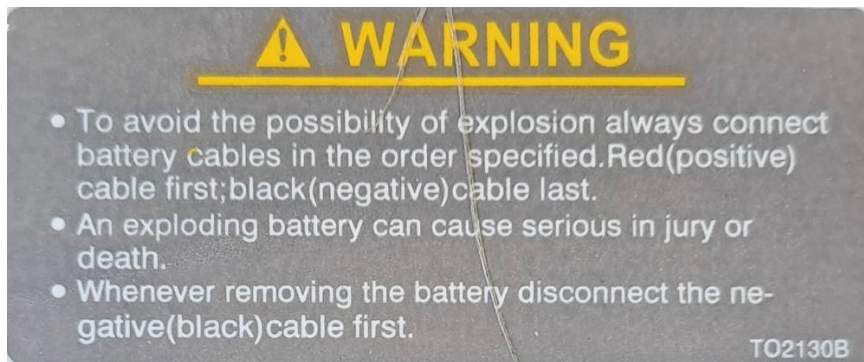 WARNING
• To avoid the possibility of explosion always connect
battery cables in the order specified.Red(positive)
cable first;black(negative)cable last.
• An exploding battery can cause serious in jury or
death.
• Whenever removing the battery disconnect the ne-
gative(black)cable first.
TO2130B